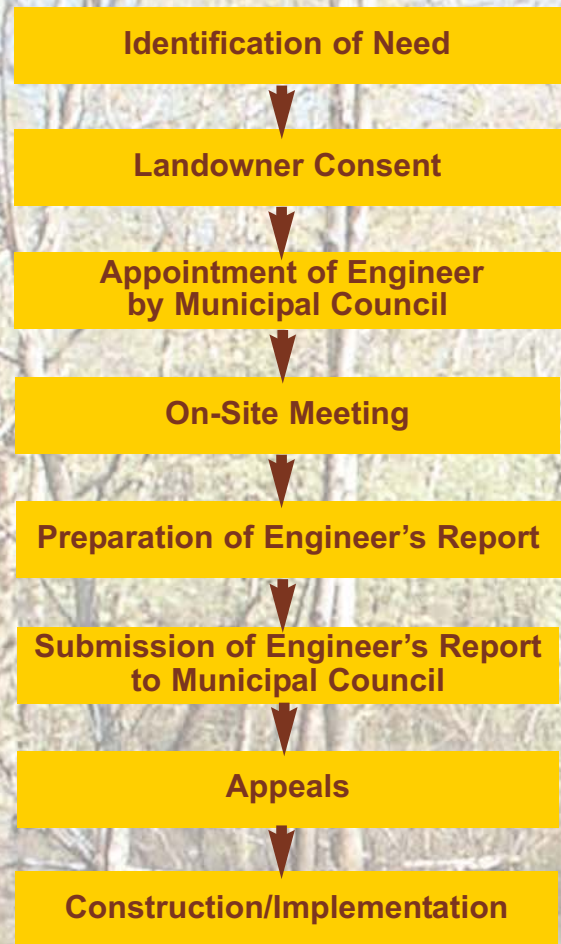 Identification of Need
Landowner Consent
Appointment of Engineer
by Municipal Council
On-Site Meeting
Preparation of Engineer’s Report
Submission of Engineer’s Report
to Municipal Council
Appeals
Construction/Implementation